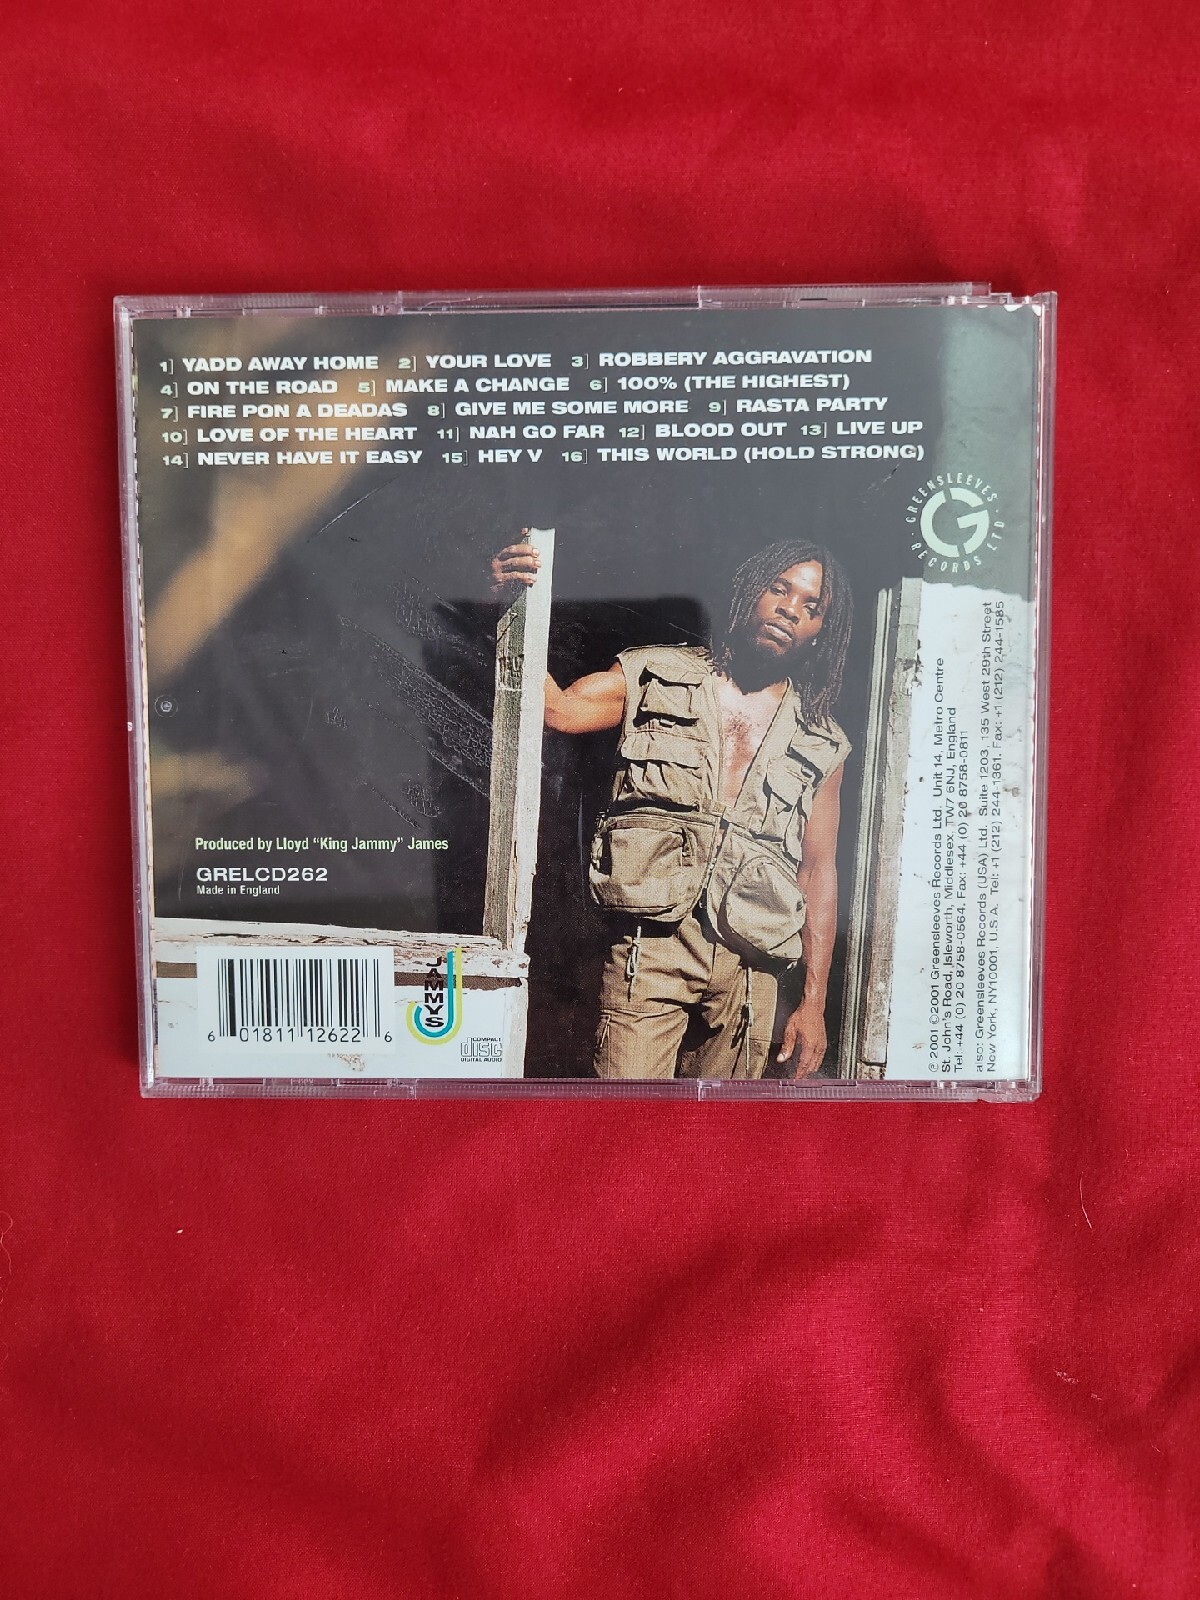 1] YADD AWAY HOME 2] YOUR LOVE 3] ROBBERY AGGRAVATION
4] ON THE ROAD 5] MAKE A CHANGE 6] 100% (THE HIGHEST)
7] FIRE PON A DEADAS 8] GIVE ME SOME MORE 9] RASTA PARTY
10] LOVE OF THE HEART 11] NAH GO FAR 12] BLOOD OUT 13] LIVE UP
14] NEVER HAVE IT EASY 15] HEY V 16] THIS WORLD (HOLD STRONG)
GREENSLEEVES · RECORDS LTD ·
G
Produced by Lloyd “King Jammy” James
GRELCD262
Made in England
6 01811 12622 6
JAMMYS
COMPACT
disc
DIGITAL AUDIO
℗ 2001 ©2001 Greensleeves Records Ltd. Unit 14, Metro Centre
St. John's Road, Isleworth, Middlesex, TW7 6NJ, England
Tel: +44 (0) 20 8758-0564. Fax: +44 (0) 20 8758-0811
also: Greensleeves Records (USA) Ltd. Suite 1203, 135 West 29th Street
New York, NY10001, U.S.A. Tel: +1 (212) 244-1361. Fax: +1 (212) 244-1585